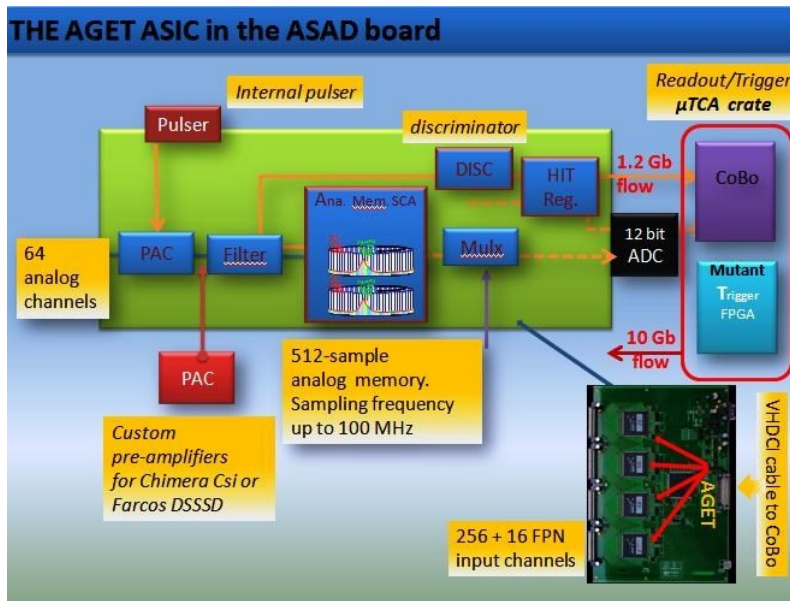 THE AGET ASIC in the ASAD board
Internal pulser
Readout/Trigger
µTCA crate
Pulser
discriminator
DISC
HIT
Reg.
1.2 Gb
flow
CoBo
Ana. Mem. SCA
64
analog
channels
PAC
Filter
Mulx
12 bit
ADC
Mutant
Trigger
FPGA
10 Gb
flow
PAC
512-sample
analog memory.
Sampling frequency
up to 100 MHz
Custom
pre-amplifiers
for Chimera Csi or
Farcos DSSSD
AGET
VHDCI cable to CoBo
256 + 16 FPN
input channels